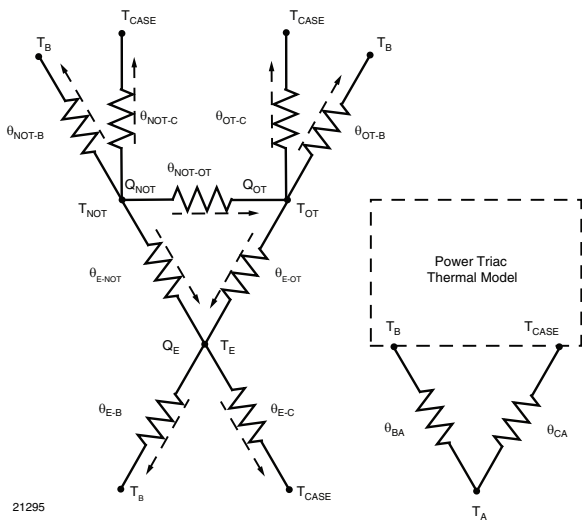 T_CASE T_CASE
T_B T_B
θ_NOT-B θ_NOT-C θ_OT-C θ_OT-B
θ_NOT-OT
Q_NOT Q_OT
T_NOT T_OT
Power Triac
Thermal Model
θ_E-NOT θ_E-OT
T_B T_CASE
Q_E T_E
θ_E-B θ_E-C
θ_BA θ_CA
T_B T_CASE
21295
T_A